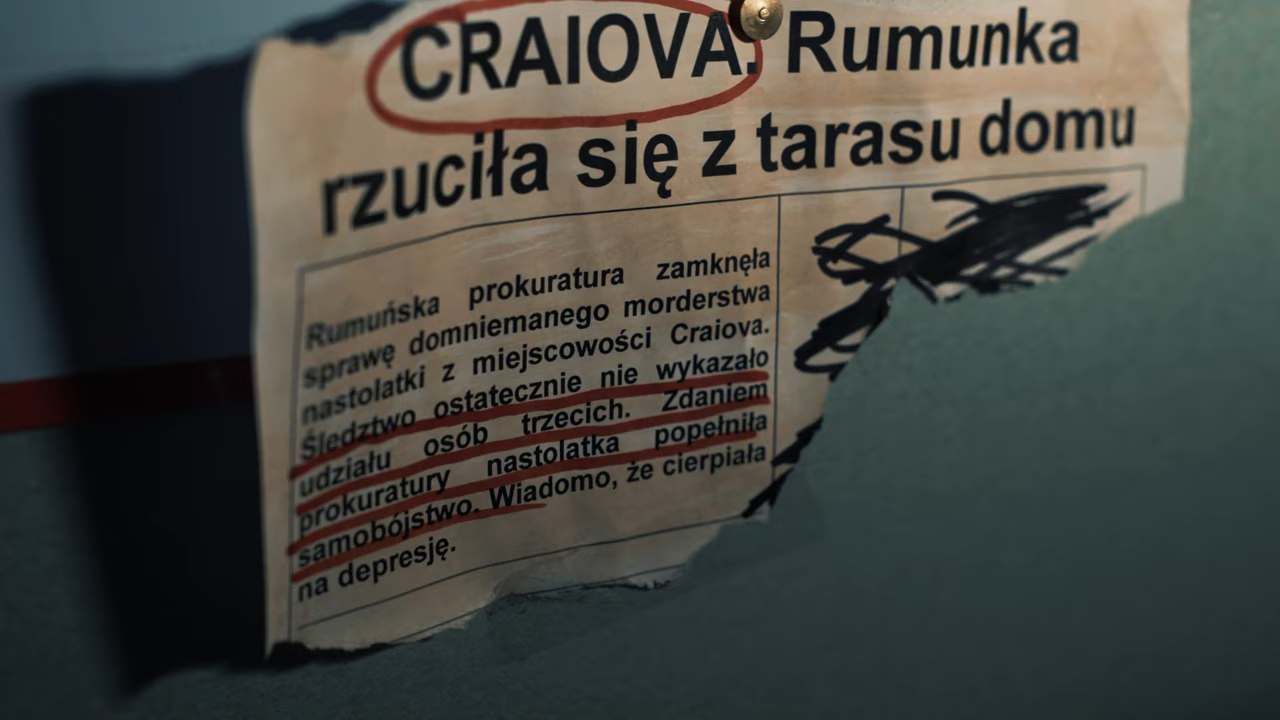 CRAIOVA. Rumunka
rzuciła się z tarasu domu
Rumuńska prokuratura zamknęła
sprawę domniemanego morderstwa
nastolatki z miejscowości Craiova.
Śledztwo ostatecznie nie wykazało
udziału osób trzecich. Zdaniem
prokuratury nastolatka popełniła
samobójstwo. Wiadomo, że cierpiała
na depresję.